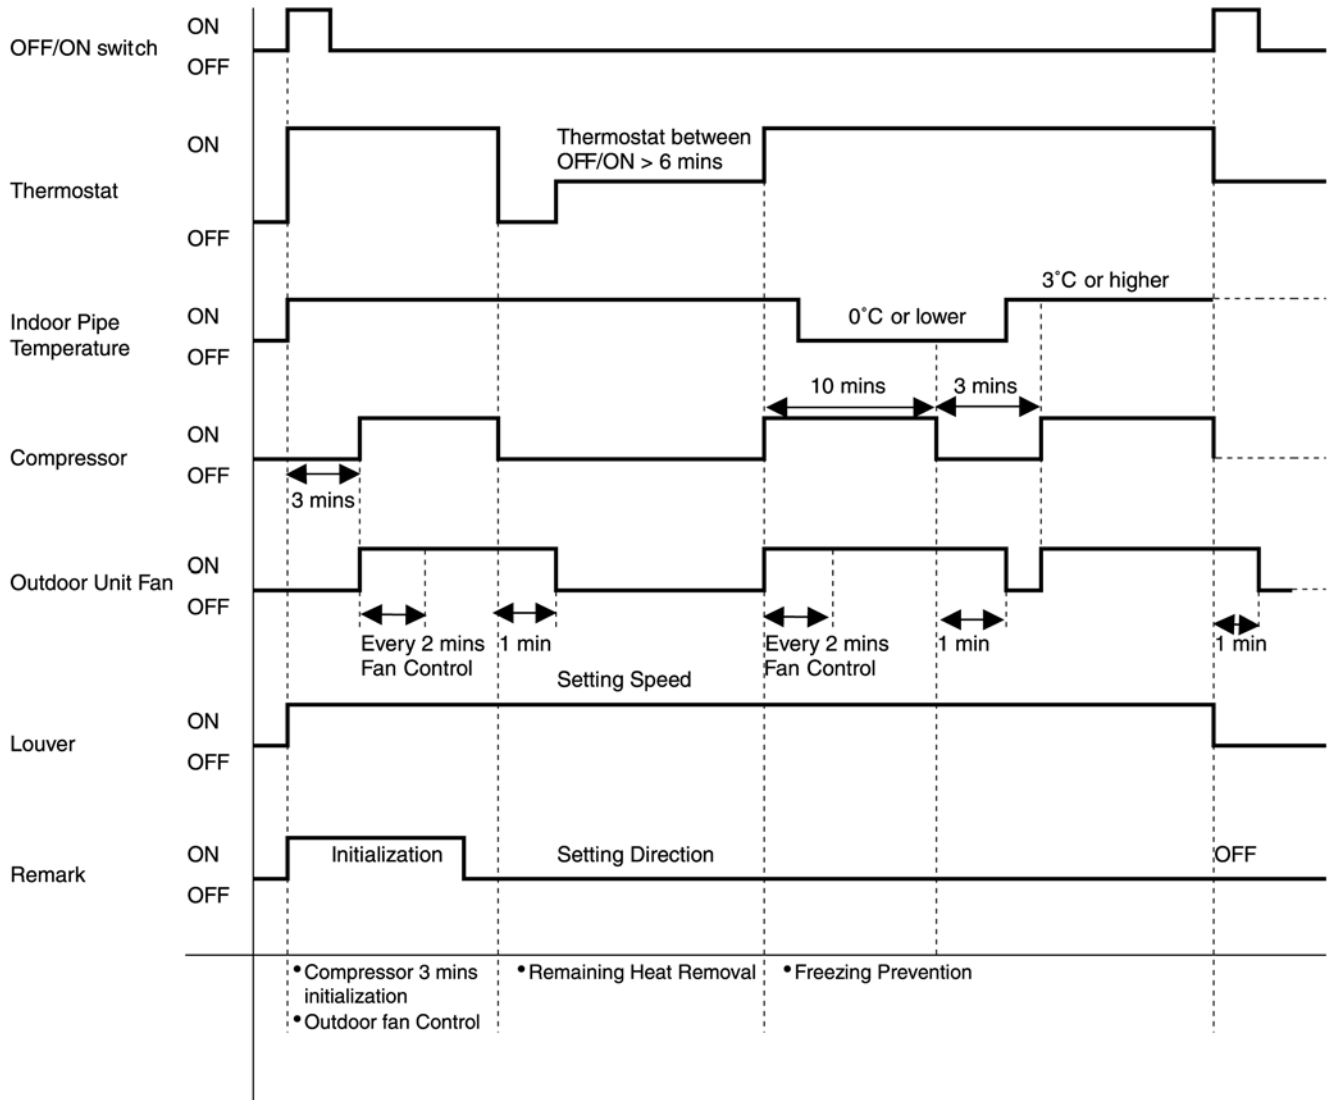 OFF/ON switch
ON
OFF
Thermostat
ON
OFF
Thermostat between
OFF/ON > 6 mins
Indoor Pipe
Temperature
ON
OFF
0˚C or lower
3˚C or higher
Compressor
ON
OFF
3 mins
10 mins
3 mins
Outdoor Unit Fan
ON
OFF
Every 2 mins
Fan Control
1 min
Every 2 mins
Fan Control
1 min
1 min
Setting Speed
Louver
ON
OFF
Remark
ON
OFF
Initialization
Setting Direction
OFF
• Compressor 3 mins
initialization
• Outdoor fan Control
• Remaining Heat Removal
• Freezing Prevention